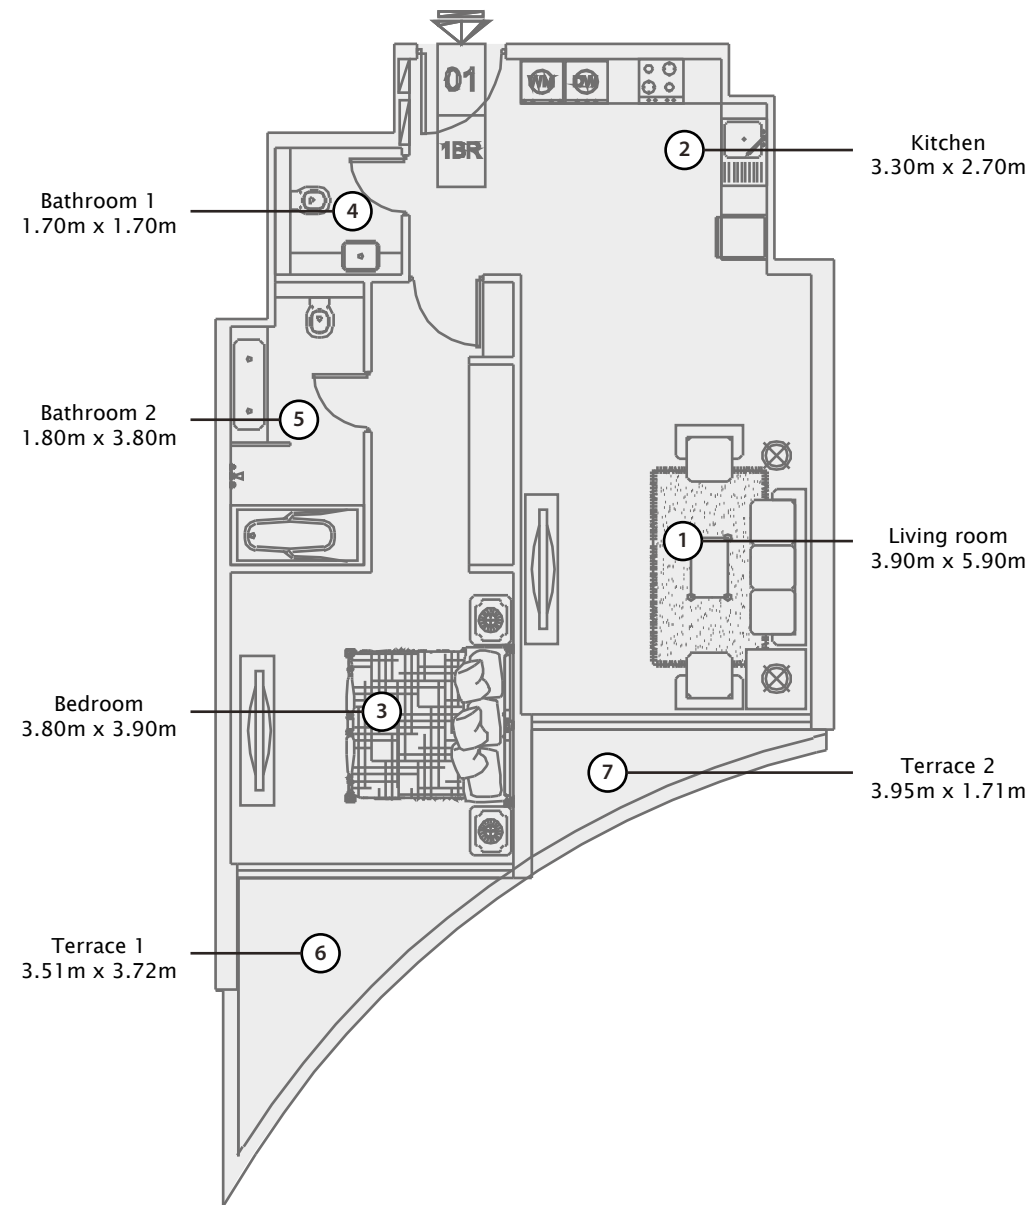 01
1BR
WM
DW
2
Kitchen
3.30m x 2.70m
Bathroom 1
1.70m x 1.70m
4
Bathroom 2
1.80m x 3.80m
5
1
Living room
3.90m x 5.90m
Bedroom
3.80m x 3.90m
3
7
Terrace 2
3.95m x 1.71m
Terrace 1
3.51m x 3.72m
6